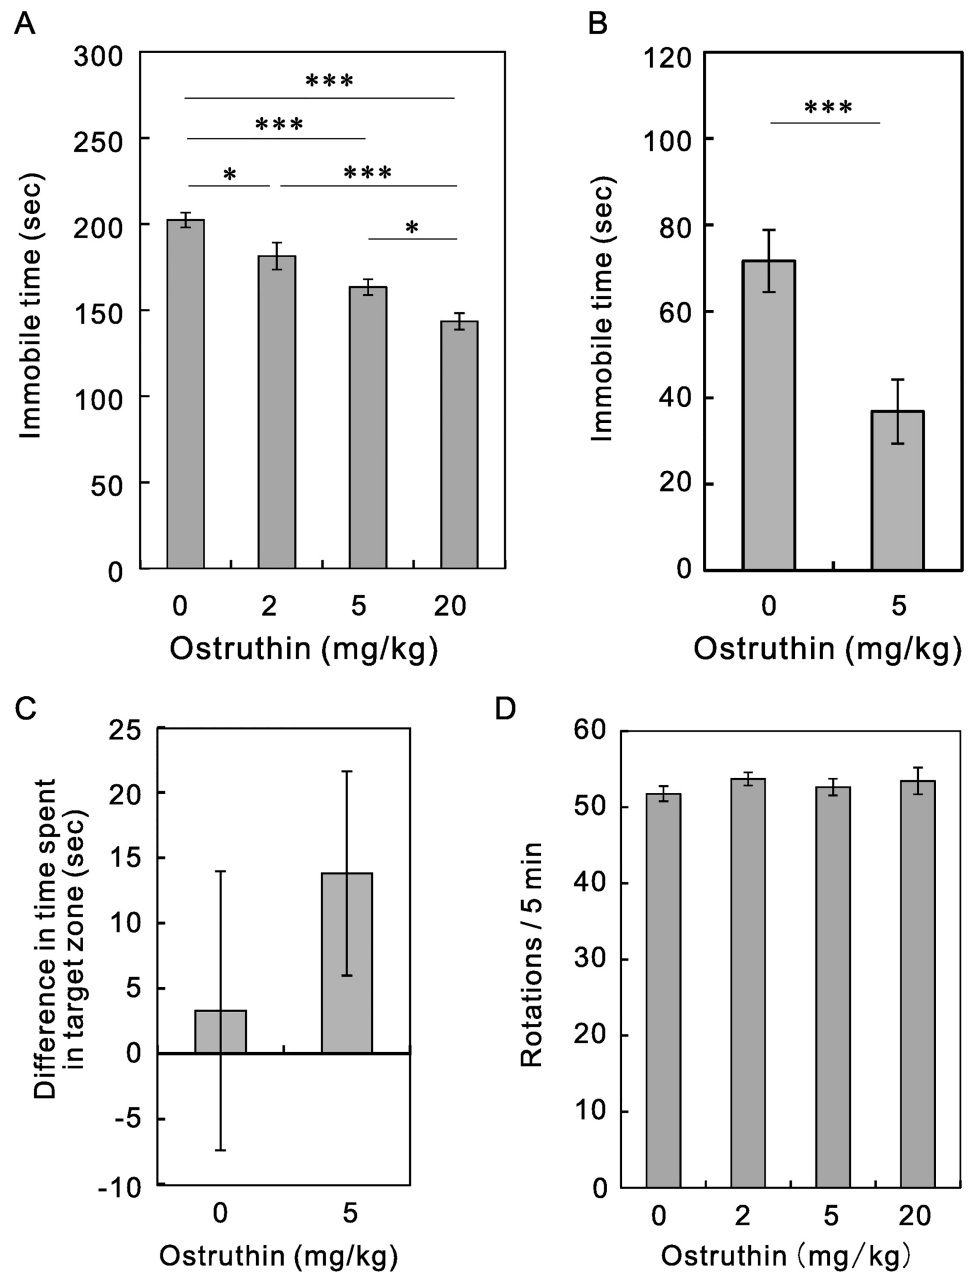 A
300
250
200
150
100
50
0
Immobile time (sec)
***
***
*
***
*
0 2 5 20
Ostruthin (mg/kg)
B
120
100
80
60
40
20
0
Immobile time (sec)
***
0 5
Ostruthin (mg/kg)
C
25
20
15
10
5
0
-5
-10
Difference in time spent
in target zone (sec)
0 5
Ostruthin (mg/kg)
D
60
50
40
30
20
10
0
Rotations / 5 min
0 2 5 20
Ostruthin (mg/kg)